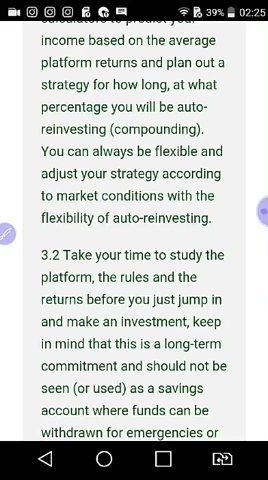 39% 02:25
calculators to predict your
income based on the average
platform returns and plan out a
strategy for how long, at what
percentage you will be auto-
reinvesting (compounding).
You can always be flexible and
adjust your strategy according
to market conditions with the
flexibility of auto-reinvesting.
3.2 Take your time to study the
platform, the rules and the
returns before you just jump in
and make an investment, keep
in mind that this is a long-term
commitment and should not be
seen (or used) as a savings
account where funds can be
withdrawn for emergencies or